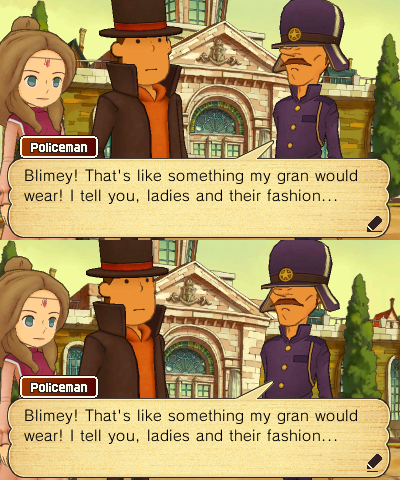 Policeman
Blimey! That's like something my gran would
wear! I tell you, ladies and their fashion...
Policeman
Blimey! That's like something my gran would
wear! I tell you, ladies and their fashion...